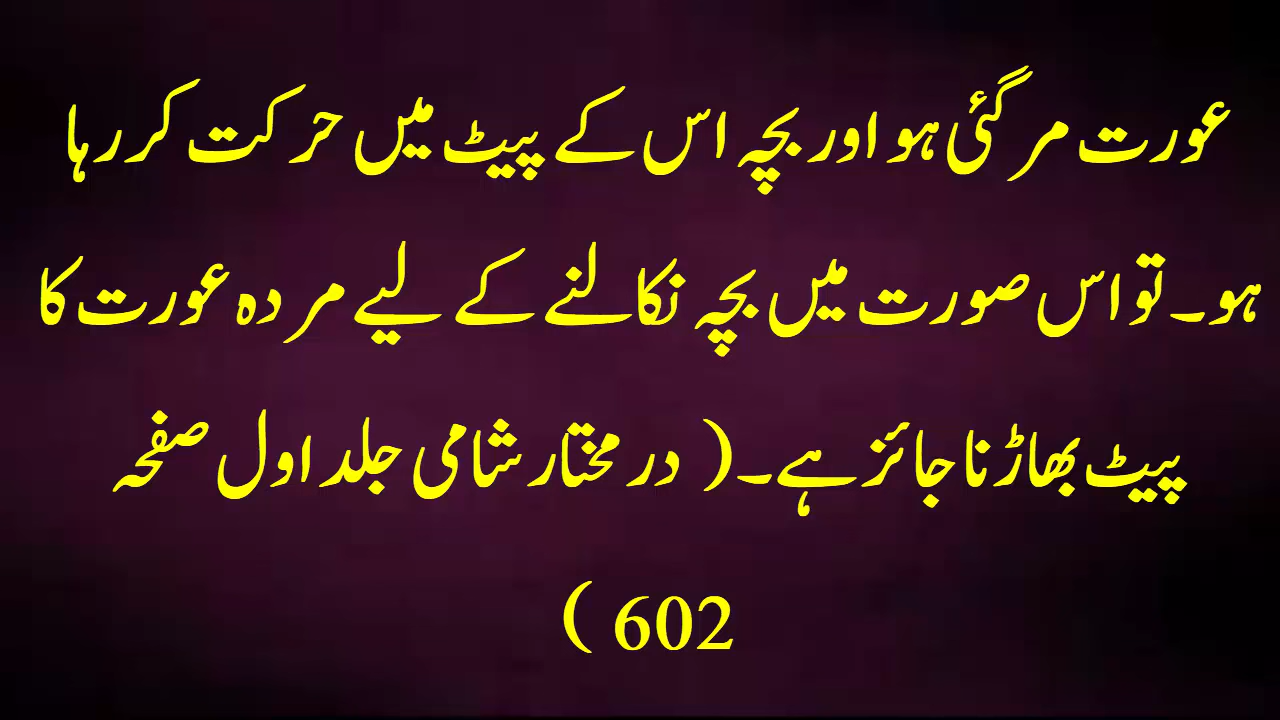 عورت مر گئی ہو اور بچہ اس کے پیٹ میں حرکت کر رہا
ہو۔ تو اس صورت میں بچہ نکالنے کے لیے مردہ عورت کا
پیٹ بھاڑنا جائز ہے۔( در مختار شامی جلد اول صفحہ
602 )